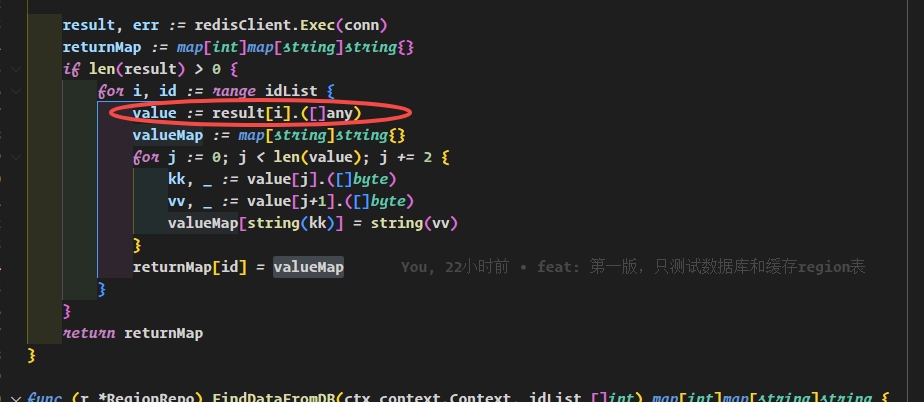 result, err := redisClient.Exec(conn)
returnMap := map[int]map[string]string{}
if len(result) > 0 {
for i, id := range idList {
value := result[i].([]any)
valueMap := map[string]string{}
for j := 0; j < len(value); j += 2 {
kk, _ := value[j].([]byte)
vv, _ := value[j+1].([]byte)
valueMap[string(kk)] = string(vv)
}
returnMap[id] = valueMap You, 22小时前 • feat: 第一版，只测试数据库和缓存region表
}
}
return returnMap
}
func (r *RegionRepo) FindDataFromDB(ctx context.Context, idList []int) map[int]map[string]string {